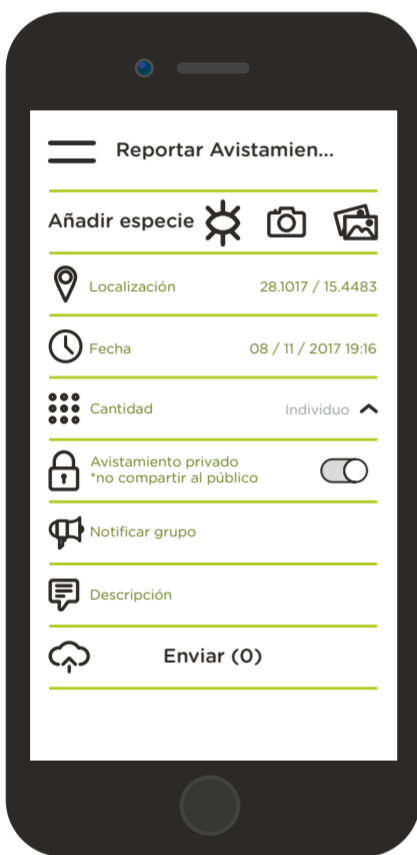 Reportar Avistamien...
Añadir especie
Localización 28.1017 / 15.4483
Fecha 08 / 11 / 2017 19:16
Cantidad Individuo
Avistamiento privado
*no compartir al público
Notificar grupo
Descripción
Enviar (0)